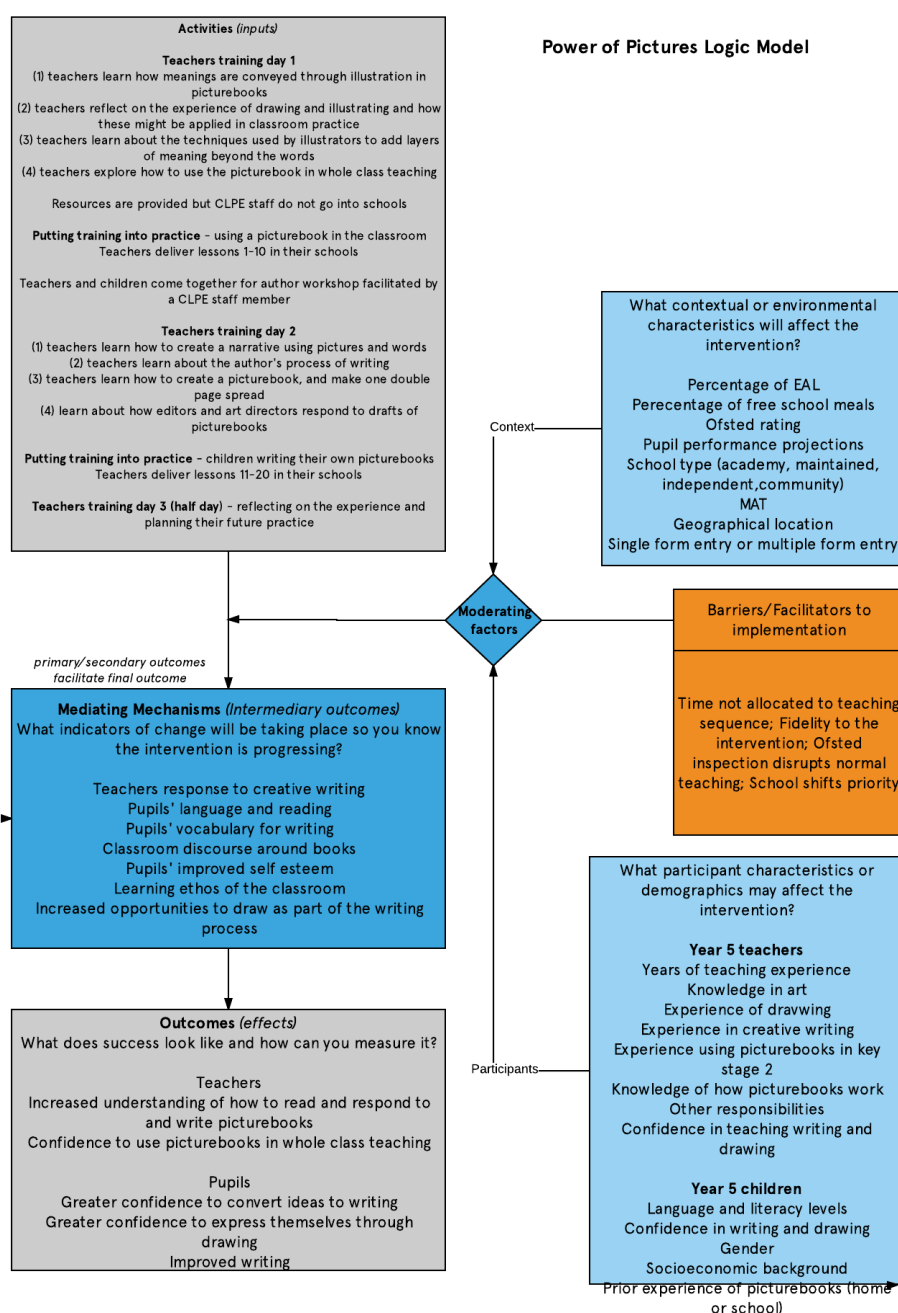 Power of Pictures Logic Model
Activities (inputs)
Teachers training day 1
(1) teachers learn how meanings are conveyed through illustration in
picturebooks
(2) teachers reflect on the experience of drawing and illustrating and how
these might be applied in classroom practice
(3) teachers learn about the techniques used by illustrators to add layers
of meaning beyond the words
(4) teachers explore how to use the picturebook in whole class teaching
Resources are provided but CLPE staff do not go into schools
Putting training into practice - using a picturebook in the classroom
Teachers deliver lessons 1-10 in their schools
Teachers and children come together for author workshop facilitated by
a CLPE staff member
Teachers training day 2
(1) teachers learn how to create a narrative using pictures and words
(2) teachers learn about the author's process of writing
(3) teachers learn how to create a picturebook, and make one double
page spread
(4) learn about how editors and art directors respond to drafts of
picturebooks
Putting training into practice - children writing their own picturebooks
Teachers deliver lessons 11-20 in their schools
Teachers training day 3 (half day) - reflecting on the experience and
planning their future practice
What contextual or environmental
characteristics will affect the
intervention?
Percentage of EAL
Perecentage of free school meals
Ofsted rating
Pupil performance projections
School type (academy, maintained,
independent,community)
MAT
Geographical location
Single form entry or multiple form entry
Context
Moderating
factors
Barriers/Facilitators to
implementation
Time not allocated to teaching
sequence; Fidelity to the
intervention; Ofsted
inspection disrupts normal
teaching; School shifts priority
primary/secondary outcomes
facilitate final outcome
Mediating Mechanisms (Intermediary outcomes)
What indicators of change will be taking place so you know
the intervention is progressing?
Teachers response to creative writing
Pupils' language and reading
Pupils' vocabulary for writing
Classroom discourse around books
Pupils' improved self esteem
Learning ethos of the classroom
Increased opportunities to draw as part of the writing
process
Outcomes (effects)
What does success look like and how can you measure it?
Teachers
Increased understanding of how to read and respond to
and write picturebooks
Confidence to use picturebooks in whole class teaching
Pupils
Greater confidence to convert ideas to writing
Greater confidence to express themselves through
drawing
Improved writing
Participants
What participant characteristics or
demographics may affect the
intervention?
Year 5 teachers
Years of teaching experience
Knowledge in art
Experience of dravwing
Experience in creative writing
Experience using picturebooks in key
stage 2
Knowledge of how picturebooks work
Other responsibilities
Confidence in teaching writing and
drawing
Year 5 children
Language and literacy levels
Confidence in writing and drawing
Gender
Socioeconomic background
Prior experience of picturebooks (home
or school)